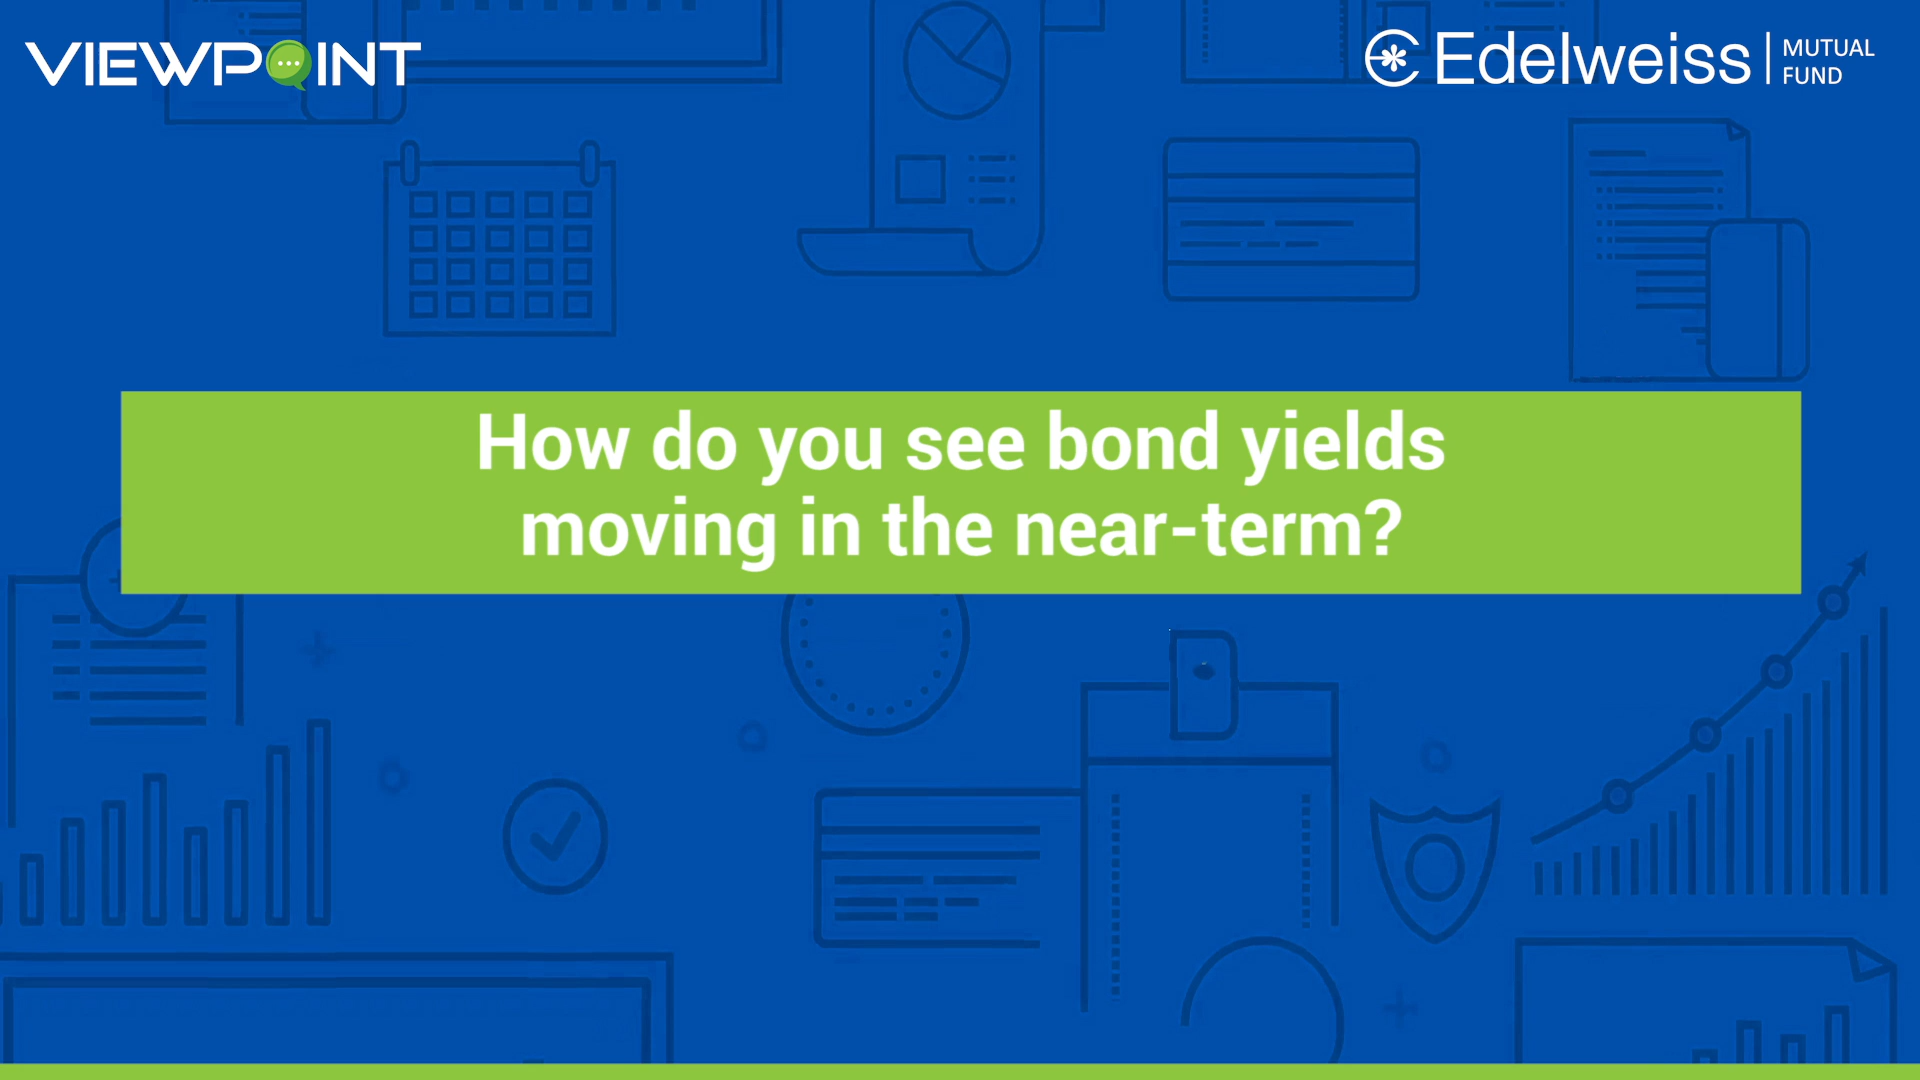 VIEWPOINT
Edelweiss
MUTUAL
FUND
How do you see bond yields
moving in the near-term?